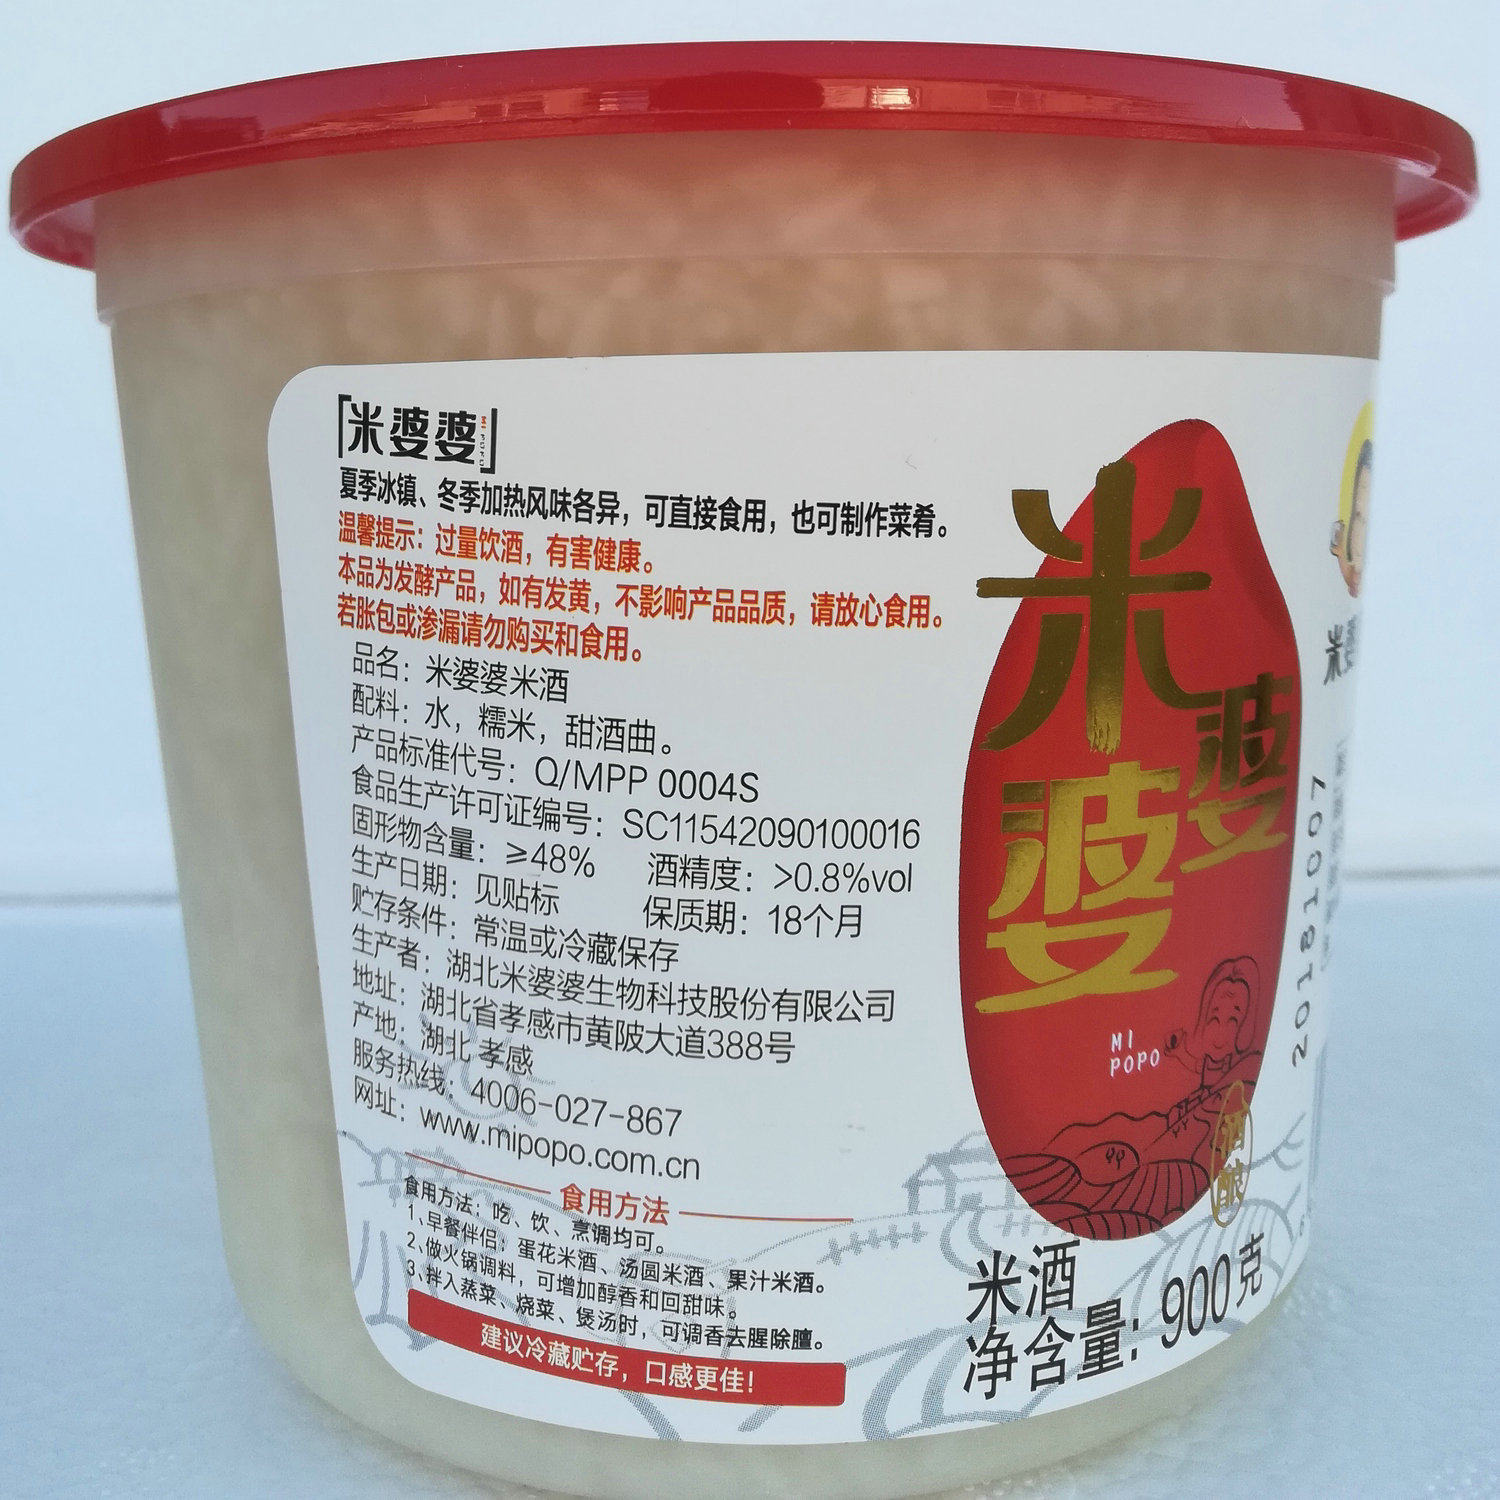 米婆婆
夏季冰镇、冬季加热风味各异，可直接食用，也可制作菜肴。
温馨提示：过量饮酒，有害健康。
本品为发酵产品，如有发黄，不影响产品品质，请放心食用。
若胀包或渗漏请勿购买和食用。
品名：米婆婆米酒
配料：水，糯米，甜酒曲。
产品标准代号：Q/MPP 0004S
食品生产许可证编号：SC11542090100016
固形物含量：≥48% 酒精度：>0.8%vol
生产日期：见贴标 保质期：18个月
贮存条件：常温或冷藏保存
生产者：湖北米婆婆生物科技股份有限公司
地址：湖北省孝感市黄陂大道388号
产地：湖北 孝感
服务热线：4006-027-867
网址：www.mipopo.com.cn
食用方法
食用方法：吃、饮、烹调均可。
1、早餐伴侣：蛋花米酒、汤圆米酒、果汁米酒。
2、做火锅调料，可增加醇香和回甜味。
3、拌入蒸菜、烧菜、煲汤时，可调香去腥除膻。
建议冷藏贮存，口感更佳！
米婆婆
MI
POPO
酒酿
米酒
净含量：900克
20181007
米